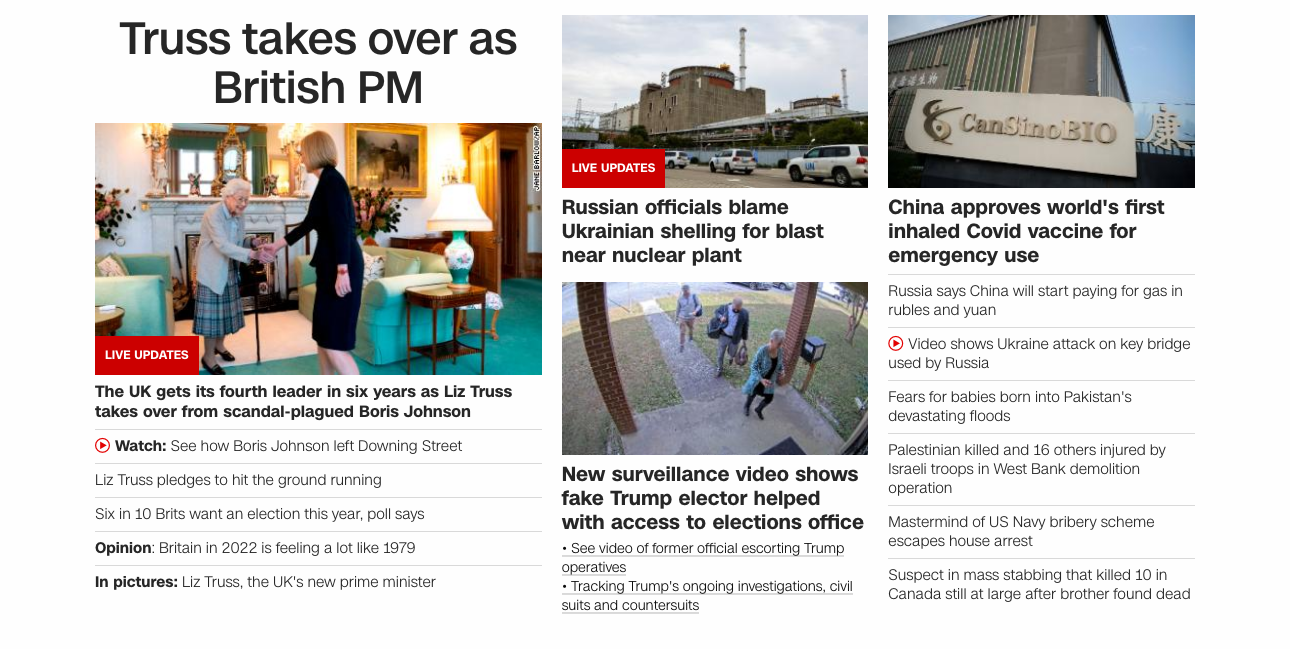 Truss takes over as
British PM
JANE BARLOW/AP
LIVE UPDATES
The UK gets its fourth leader in six years as Liz Truss
takes over from scandal-plagued Boris Johnson
Watch: See how Boris Johnson left Downing Street
Liz Truss pledges to hit the ground running
Six in 10 Brits want an election this year, poll says
Opinion: Britain in 2022 is feeling a lot like 1979
In pictures: Liz Truss, the UK's new prime minister
UN
LIVE UPDATES
Russian officials blame
Ukrainian shelling for blast
near nuclear plant
New surveillance video shows
fake Trump elector helped
with access to elections office
• See video of former official escorting Trump
operatives
• Tracking Trump's ongoing investigations, civil
suits and countersuits
CanSinoBIO
康
China approves world's first
inhaled Covid vaccine for
emergency use
Russia says China will start paying for gas in
rubles and yuan
Video shows Ukraine attack on key bridge
used by Russia
Fears for babies born into Pakistan's
devastating floods
Palestinian killed and 16 others injured by
Israeli troops in West Bank demolition
operation
Mastermind of US Navy bribery scheme
escapes house arrest
Suspect in mass stabbing that killed 10 in
Canada still at large after brother found dead